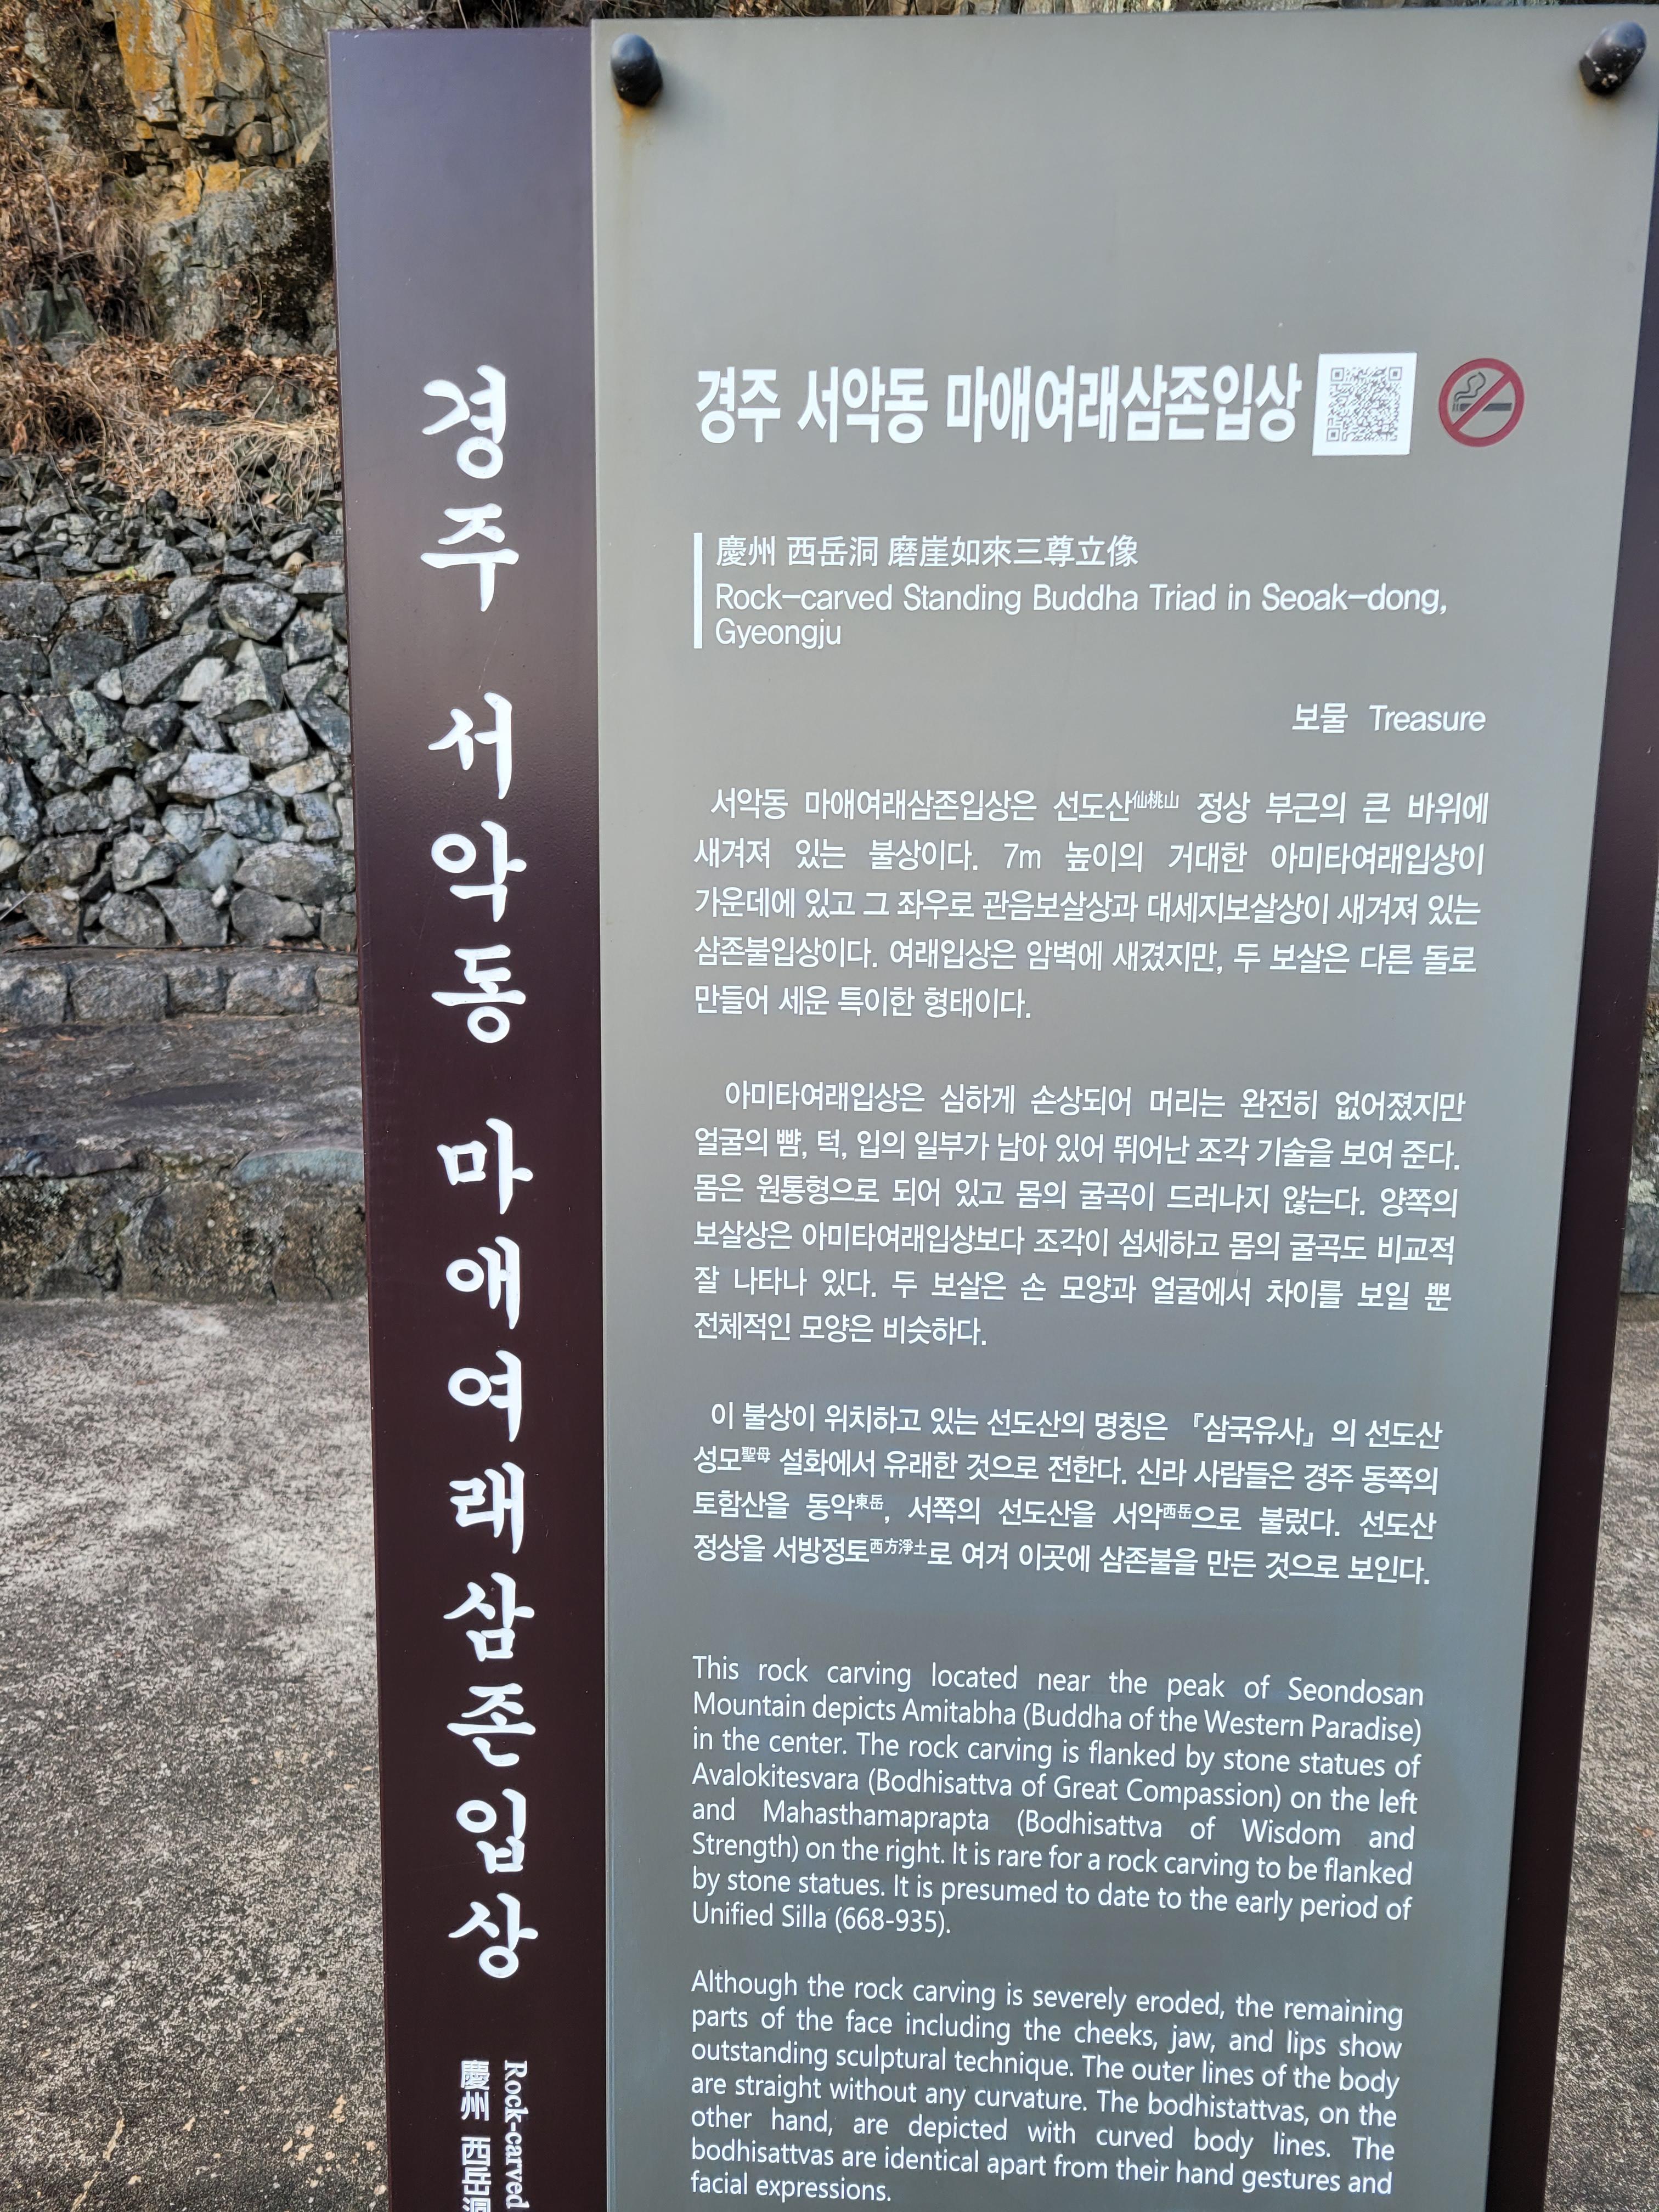 경주 서악동 마애여래삼존입상
慶州 西岳洞
Rock-carved
경주 서악동 마애여래삼존입상
慶州 西岳洞 磨崖如來三尊立像
Rock-carved Standing Buddha Triad in Seoak-dong,
Gyeongju
보물 Treasure
서악동 마애여래삼존입상은 선도산仙桃山 정상 부근의 큰 바위에
새겨져 있는 불상이다. 7m 높이의 거대한 아미타여래입상이
가운데에 있고 그 좌우로 관음보살상과 대세지보살상이 새겨져 있는
삼존불입상이다. 여래입상은 암벽에 새겼지만, 두 보살은 다른 돌로
만들어 세운 특이한 형태이다.
아미타여래입상은 심하게 손상되어 머리는 완전히 없어졌지만
얼굴의 뺨, 턱, 입의 일부가 남아 있어 뛰어난 조각 기술을 보여 준다.
몸은 원통형으로 되어 있고 몸의 굴곡이 드러나지 않는다. 양쪽의
보살상은 아미타여래입상보다 조각이 섬세하고 몸의 굴곡도 비교적
잘 나타나 있다. 두 보살은 손 모양과 얼굴에서 차이를 보일 뿐
전체적인 모양은 비슷하다.
이 불상이 위치하고 있는 선도산의 명칭은 『삼국유사』의 선도산
성모聖母 설화에서 유래한 것으로 전한다. 신라 사람들은 경주 동쪽의
토함산을 동악東岳, 서쪽의 선도산을 서악西岳으로 불렀다. 선도산
정상을 서방정토西方淨土로 여겨 이곳에 삼존불을 만든 것으로 보인다.
This rock carving located near the peak of Seondosan
Mountain depicts Amitabha (Buddha of the Western Paradise)
in the center. The rock carving is flanked by stone statues of
Avalokitesvara (Bodhisattva of Great Compassion) on the left
and Mahasthamaprapta (Bodhisattva of Wisdom and
Strength) on the right. It is rare for a rock carving to be flanked
by stone statues. It is presumed to date to the early period of
Unified Silla (668-935).
Although the rock carving is severely eroded, the remaining
parts of the face including the cheeks, jaw, and lips show
outstanding sculptural technique. The outer lines of the body
are straight without any curvature. The bodhistattvas, on the
other hand, are depicted with curved body lines. The
bodhisattvas are identical apart from their hand gestures and
facial expressions.